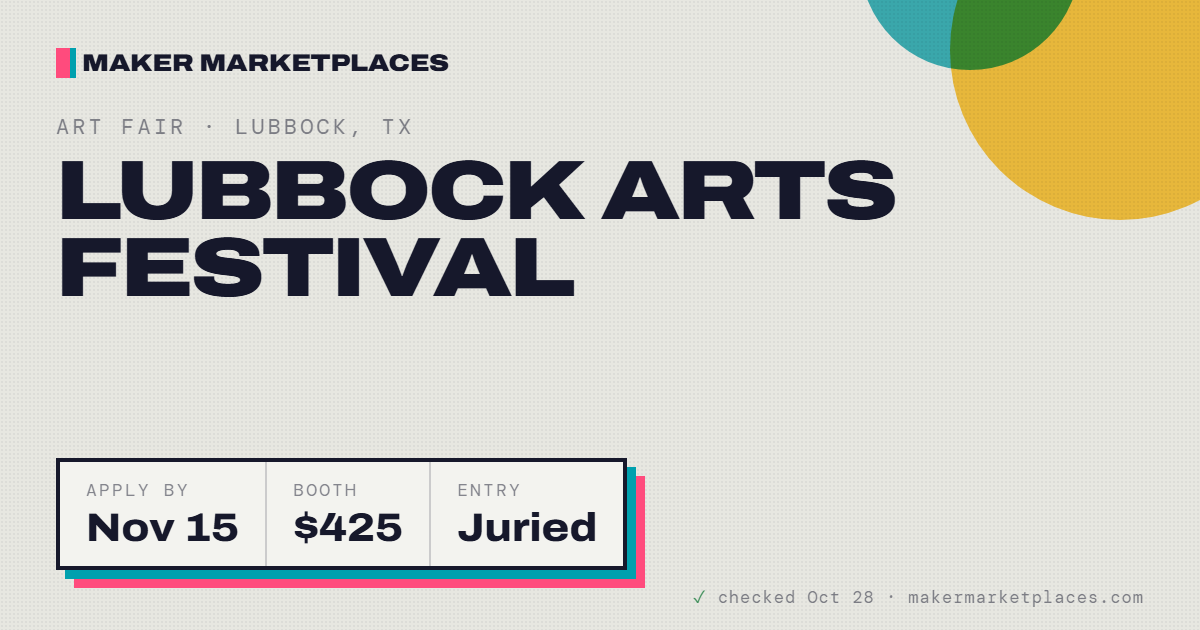 MAKER MARKETPLACES
ART FAIR · LUBBOCK, TX
LUBBOCK ARTS
FESTIVAL
APPLY BY
Nov 15
BOOTH
$425
ENTRY
Juried
✓ checked Oct 28 · makermarketplaces.com